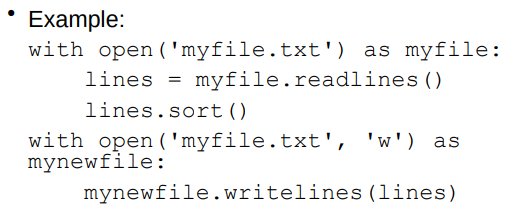 • Example:
with open('myfile.txt') as myfile:
    lines = myfile.readlines()
    lines.sort()
with open('myfile.txt', 'w') as
mynewfile:
    mynewfile.writelines(lines)